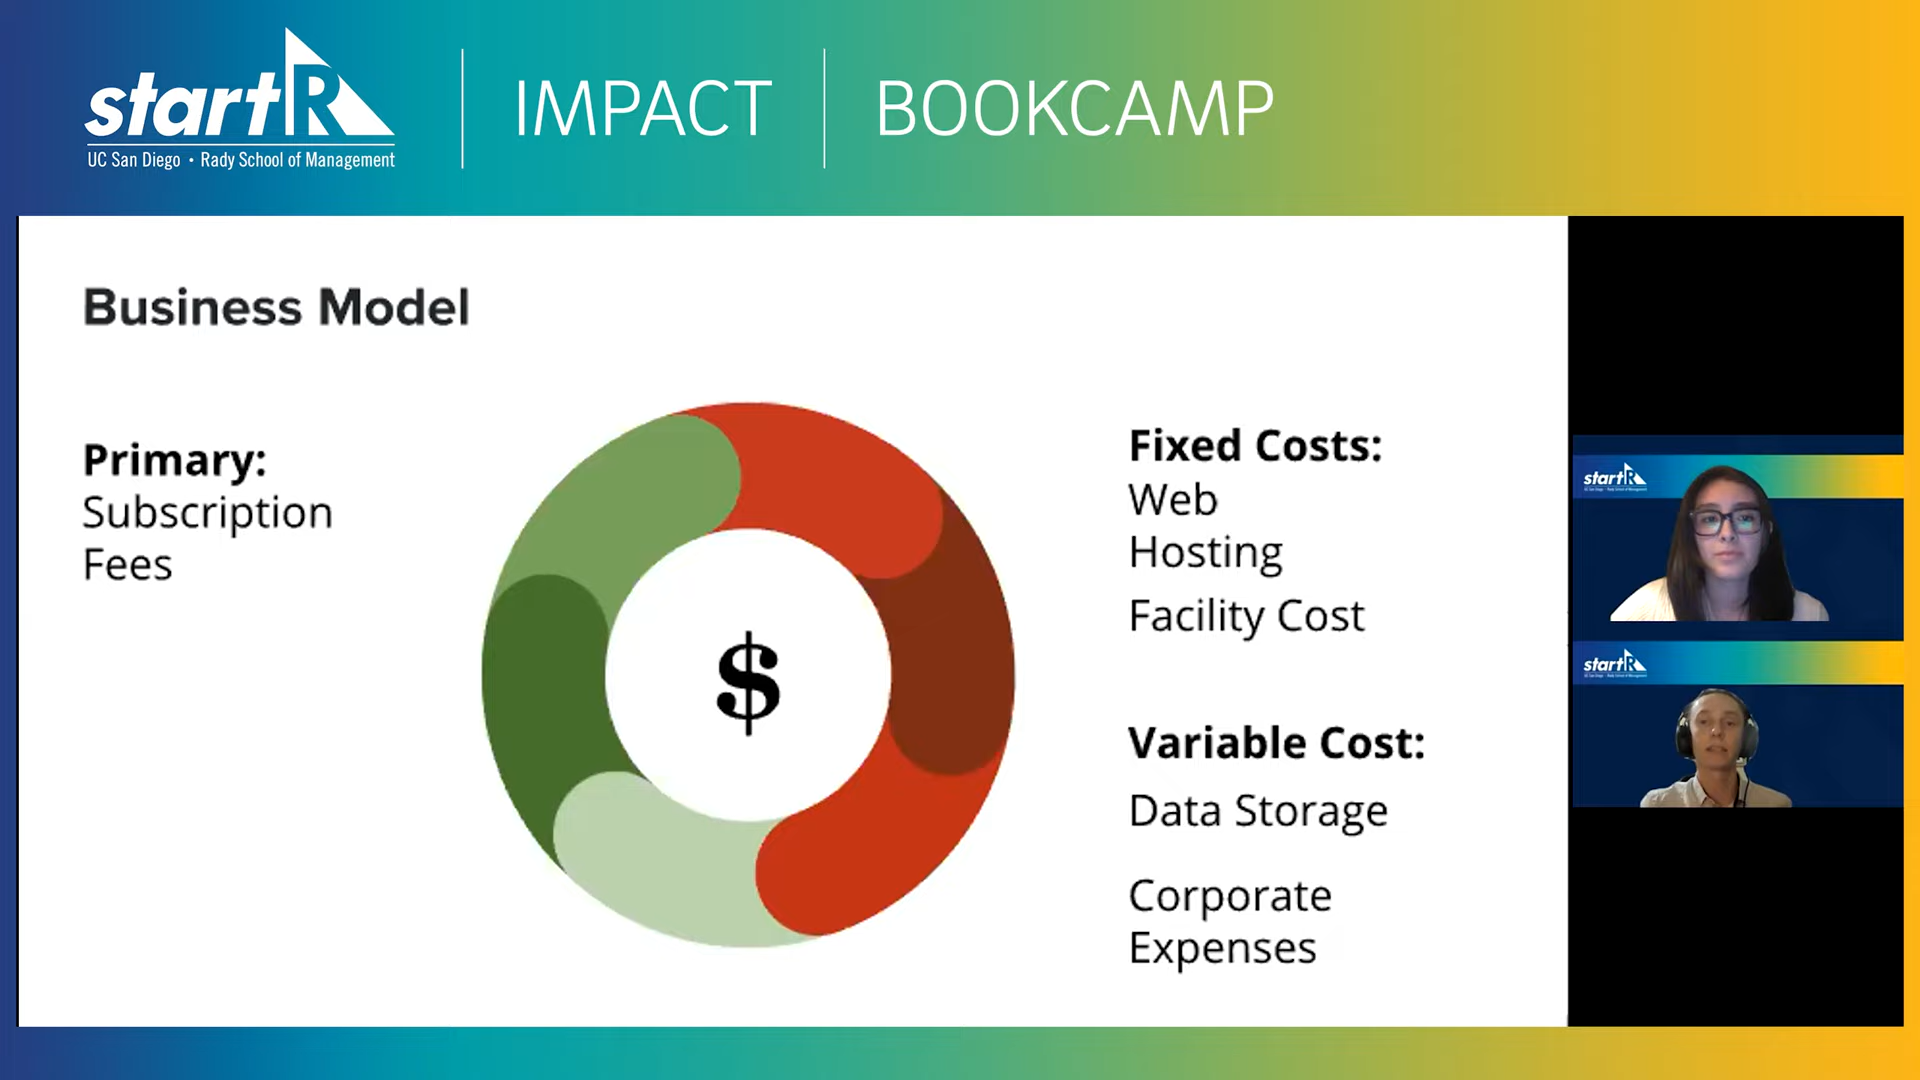 startR
UC San Diego • Rady School of Management
IMPACT
BOOKCAMP
Business Model
Primary:
Subscription
Fees
$
Fixed Costs:
Web
Hosting
Facility Cost
Variable Cost:
Data Storage
Corporate
Expenses
startR
startR